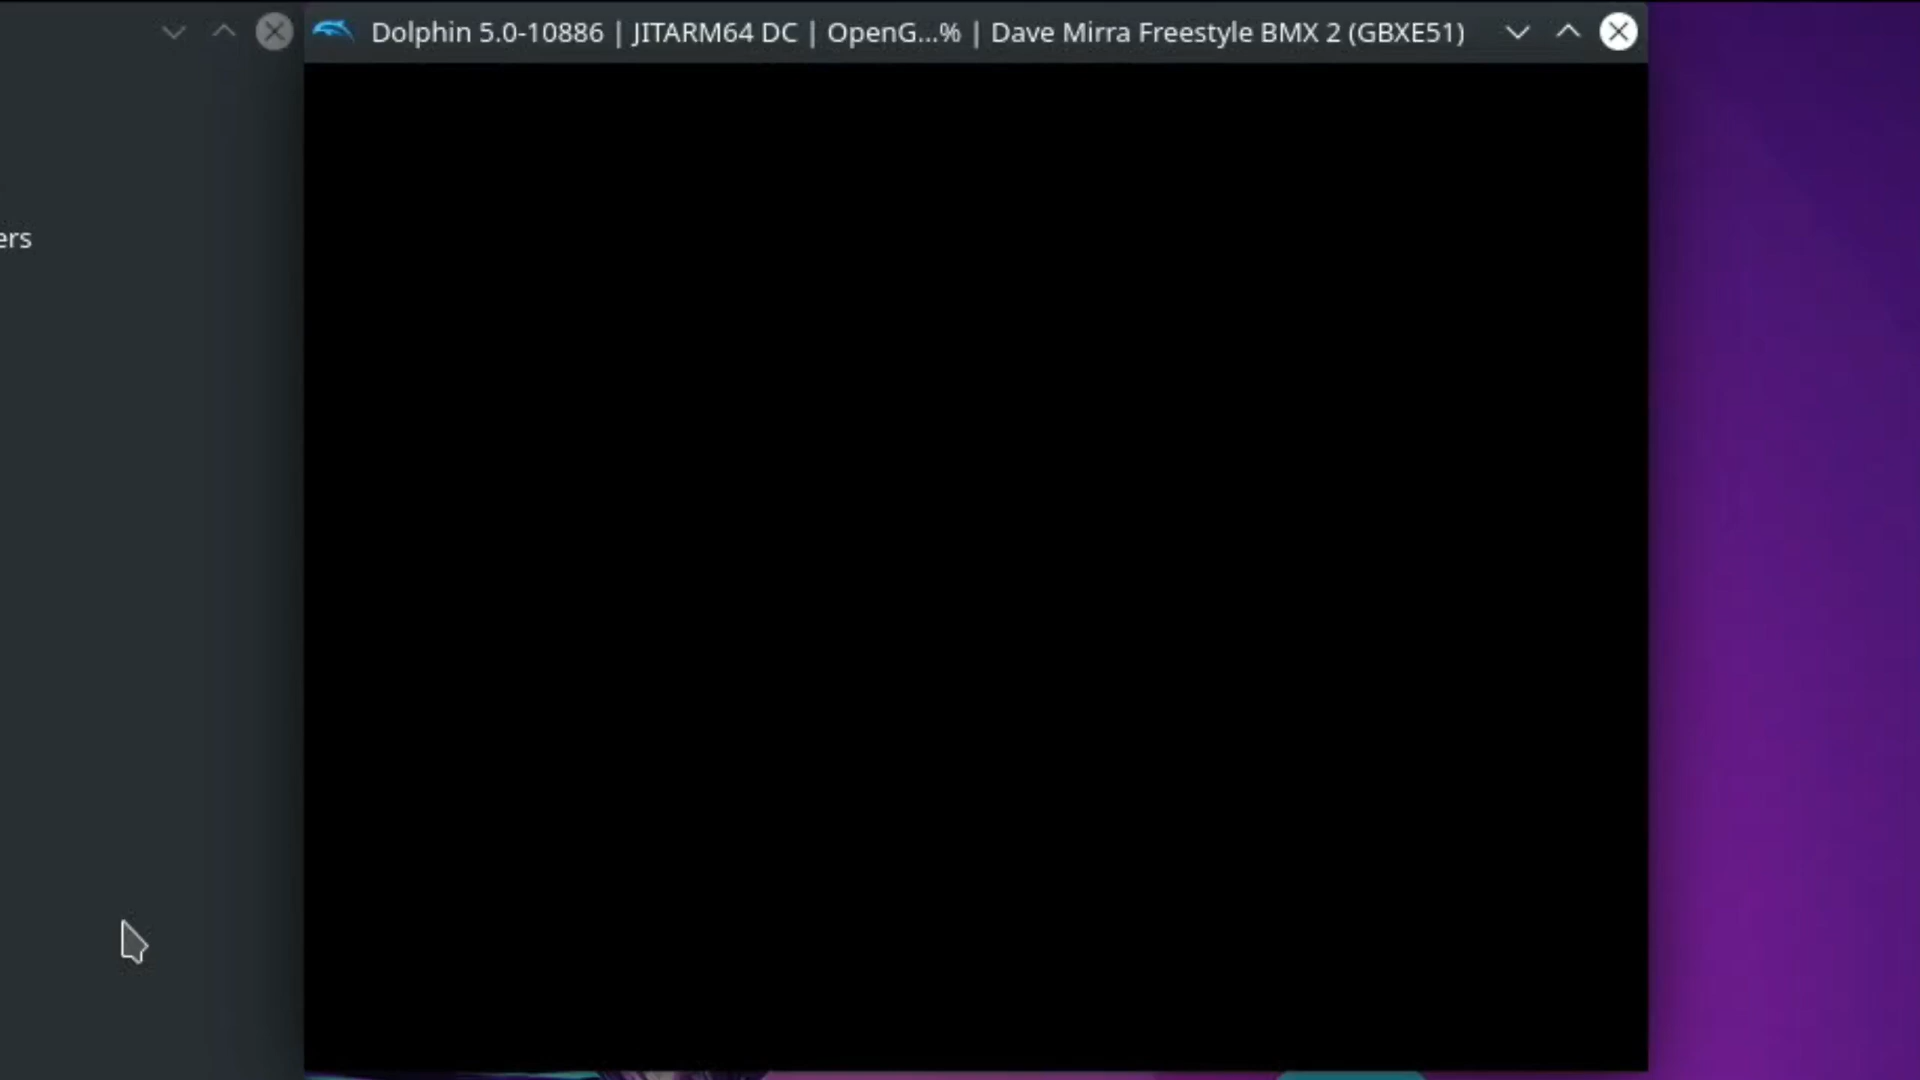 Dolphin 5.0-10886 | JITARM64 DC | OpenG...% | Dave Mirra Freestyle BMX 2 (GBXE51)
ers